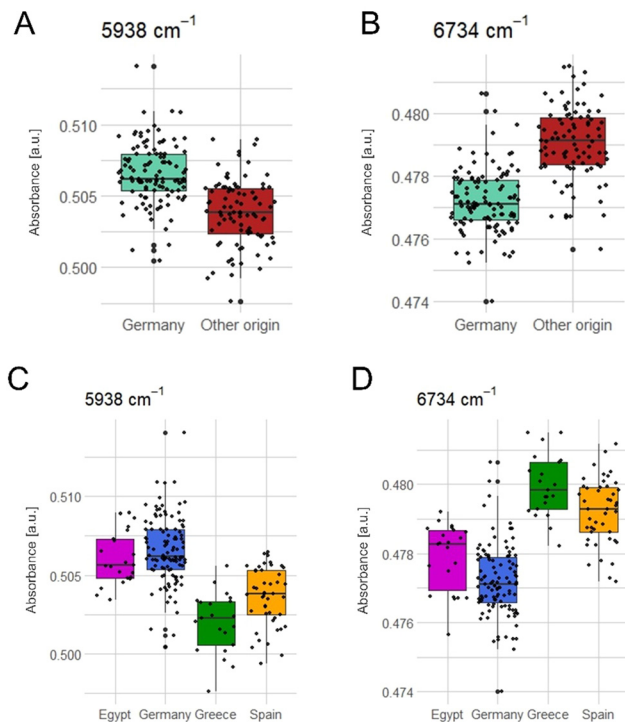 A
5938 cm⁻¹
Absorbance [a.u.]
0.510
0.505
0.500
Germany
Other origin
B
6734 cm⁻¹
Absorbance [a.u.]
0.480
0.478
0.476
0.474
Germany
Other origin
C
5938 cm⁻¹
Absorbance [a.u.]
0.510
0.505
0.500
Egypt
Germany
Greece
Spain
D
6734 cm⁻¹
Absorbance [a.u.]
0.480
0.478
0.476
0.474
Egypt
Germany
Greece
Spain